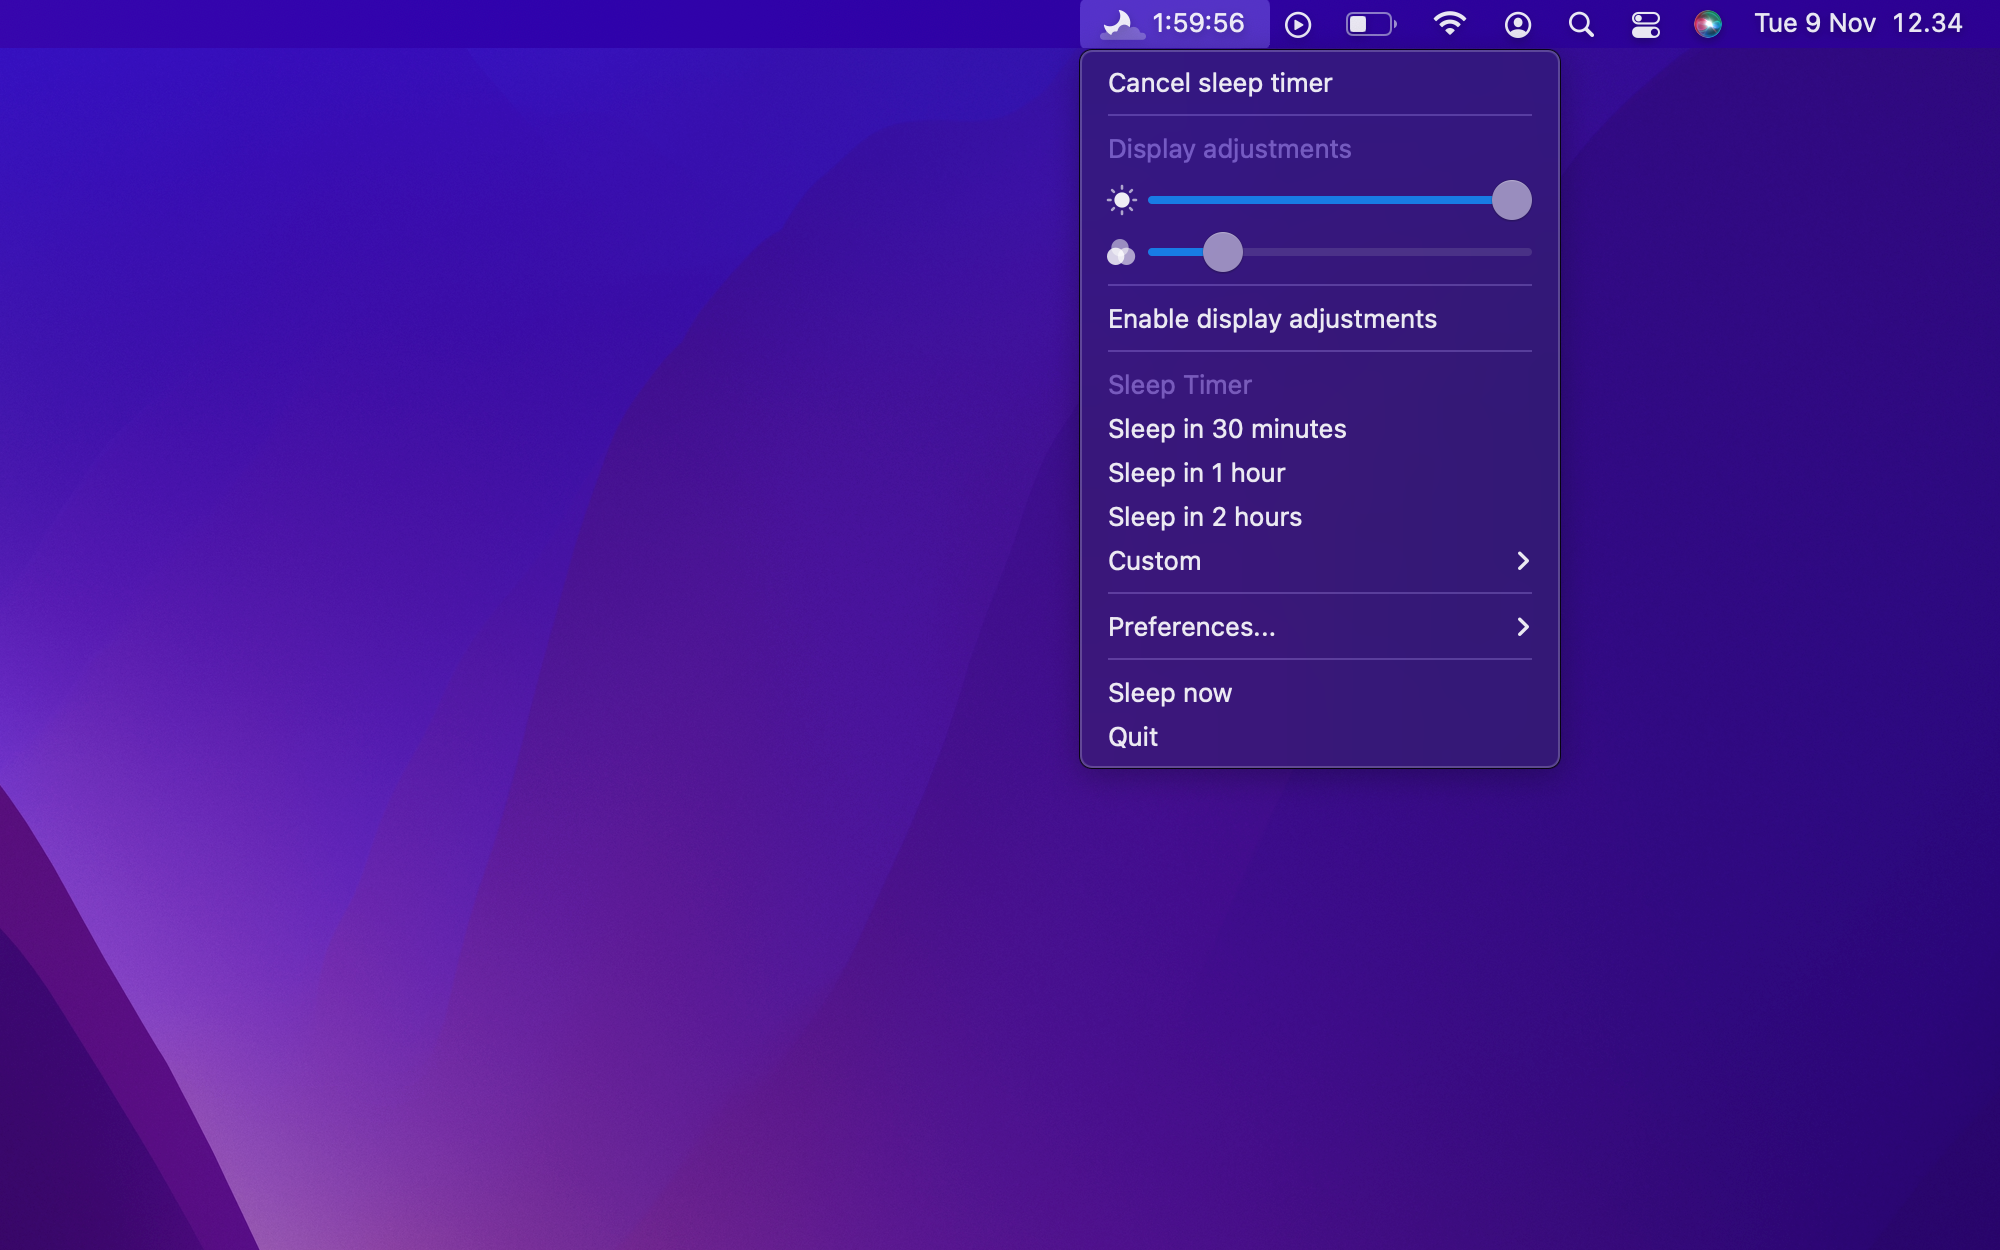 1:59:56
Tue 9 Nov 12.34
Cancel sleep timer
Display adjustments
Enable display adjustments
Sleep Timer
Sleep in 30 minutes
Sleep in 1 hour
Sleep in 2 hours
Custom
Preferences...
Sleep now
Quit